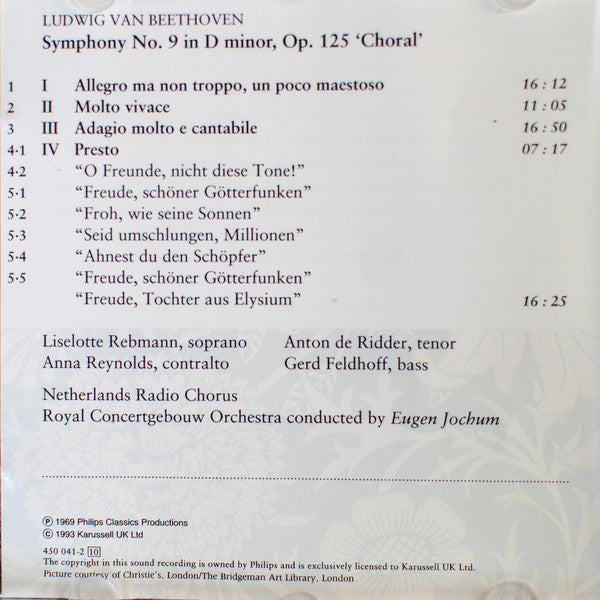 LUDWIG VAN BEETHOVEN
Symphony No. 9 in D minor, Op. 125 ‘Choral’
1 I Allegro ma non troppo, un poco maestoso 16 : 12
2 II Molto vivace 11 : 05
3 III Adagio molto e cantabile 16 : 50
4·1 IV Presto 07 : 17
4·2 “O Freunde, nicht diese Tone!”
5·1 “Freude, schöner Götterfunken”
5·2 “Froh, wie seine Sonnen”
5·3 “Seid umschlungen, Millionen”
5·4 “Ahnest du den Schöpfer”
5·5 “Freude, schöner Götterfunken”
“Freude, Tochter aus Elysium” 16 : 25
Liselotte Rebmann, soprano Anton de Ridder, tenor
Anna Reynolds, contralto Gerd Feldhoff, bass
Netherlands Radio Chorus
Royal Concertgebouw Orchestra conducted by Eugen Jochum
℗ 1969 Philips Classics Productions
© 1993 Karussell UK Ltd
450 041-2 10
The copyright in this sound recording is owned by Philips and is exclusively licensed to Karussell UK Ltd.
Picture courtesy of Christie's, London/The Bridgeman Art Library, London